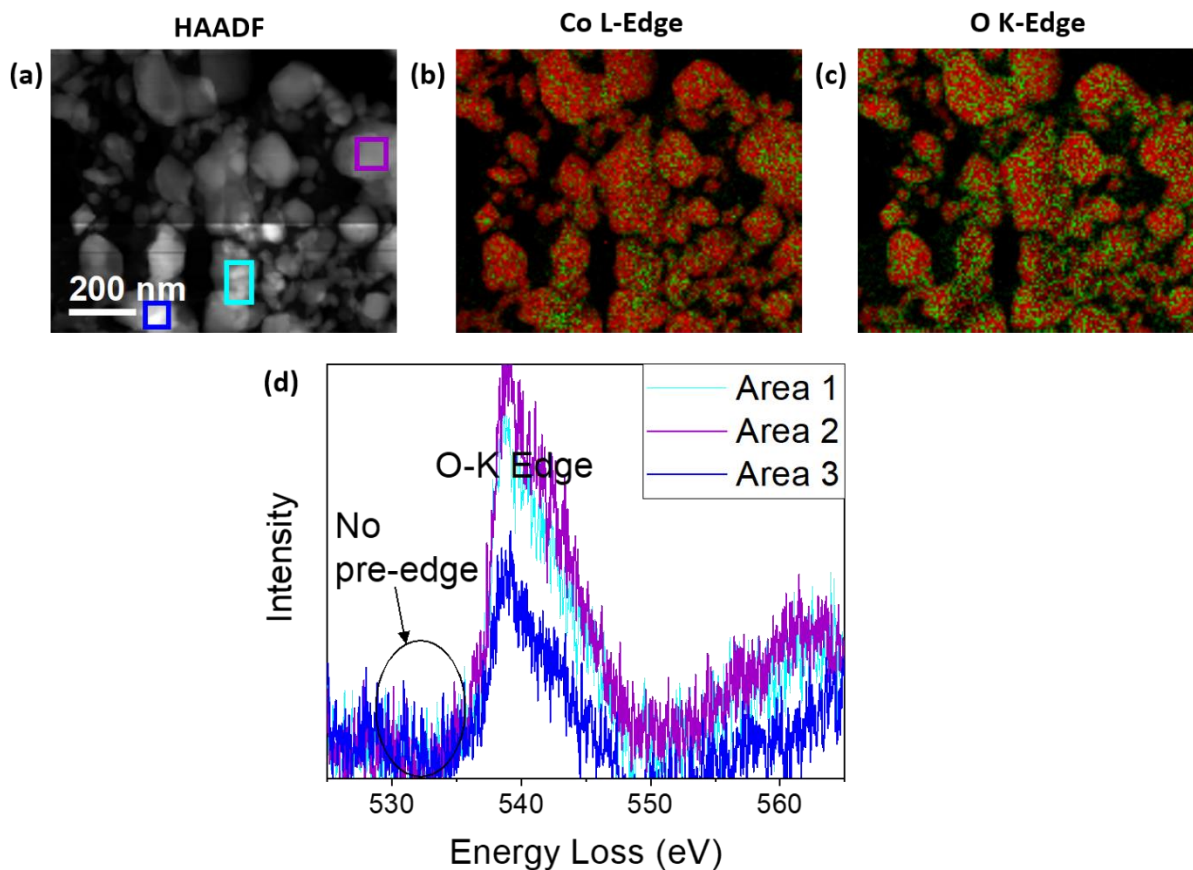 HAADF
Co L-Edge
O K-Edge
(a)
(b)
(c)
200 nm
(d)
Area 1
Area 2
Area 3
O-K Edge
No
pre-edge
Intensity
530
540
550
560
Energy Loss (eV)